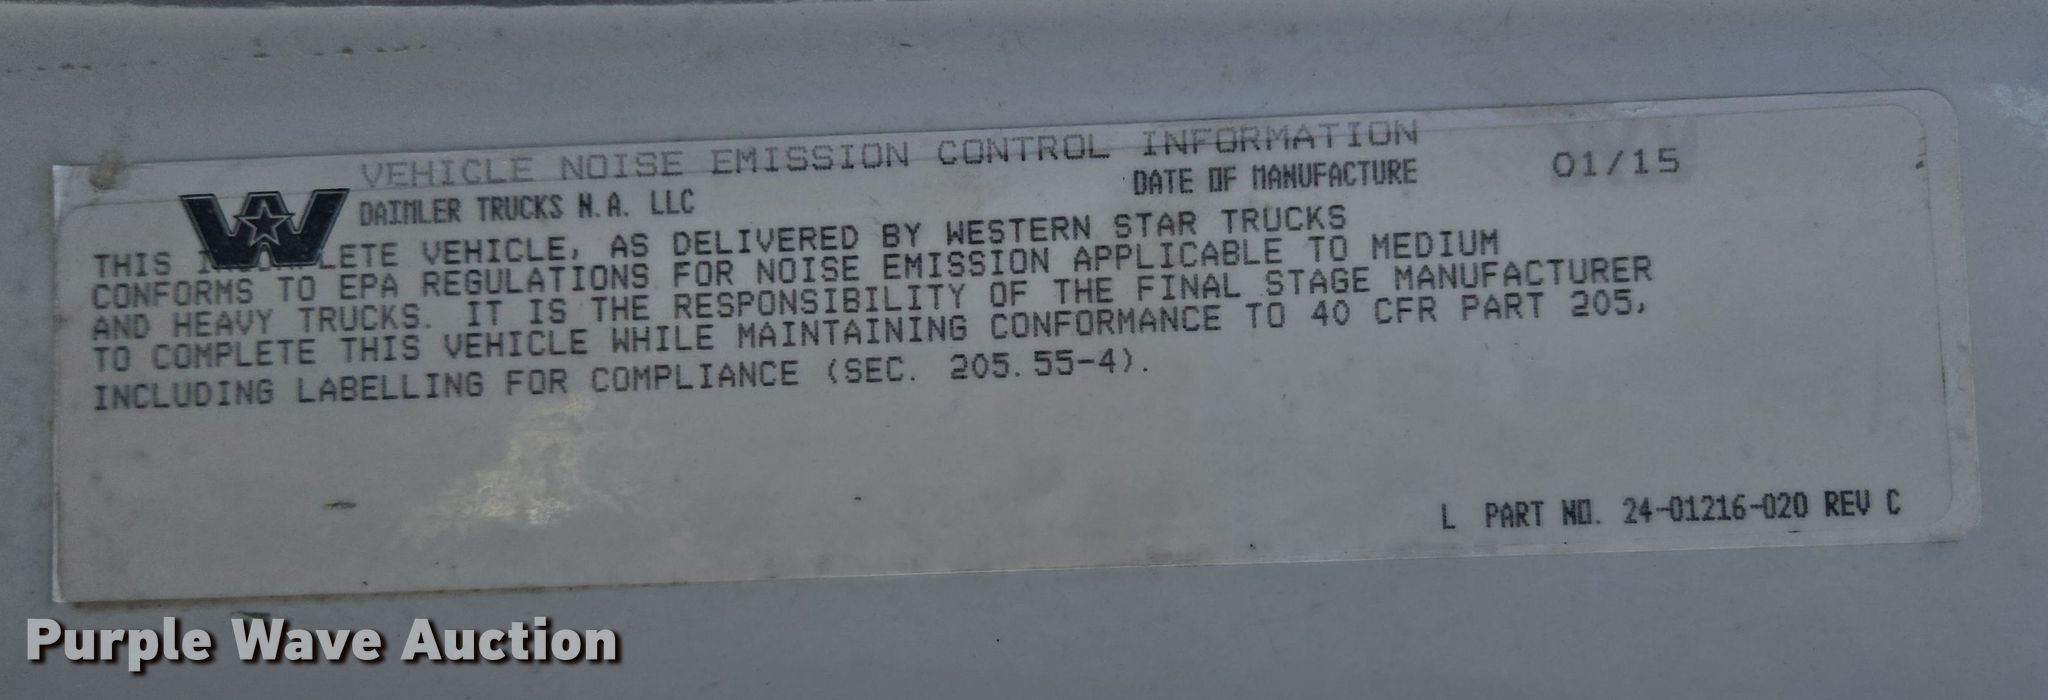 VEHICLE NOISE EMISSION CONTROL INFORMATION
DAIMLER TRUCKS N.A. LLC DATE OF MANUFACTURE 01/15
THIS INCOMPLETE VEHICLE, AS DELIVERED BY WESTERN STAR TRUCKS
CONFORMS TO EPA REGULATIONS FOR NOISE EMISSION APPLICABLE TO MEDIUM
AND HEAVY TRUCKS. IT IS THE RESPONSIBILITY OF THE FINAL STAGE MANUFACTURER
TO COMPLETE THIS VEHICLE WHILE MAINTAINING CONFORMANCE TO 40 CFR PART 205,
INCLUDING LABELLING FOR COMPLIANCE (SEC. 205.55-4).
L PART NO. 24-01216-020 REV C
Purple Wave Auction